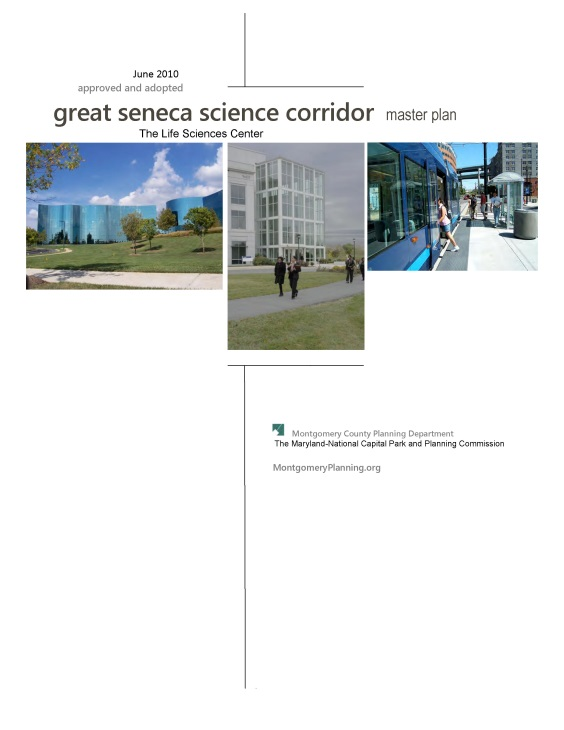 June 2010
approved and adopted
great seneca science corridor master plan
The Life Sciences Center
Montgomery County Planning Department
The Maryland-National Capital Park and Planning Commission
MontgomeryPlanning.org